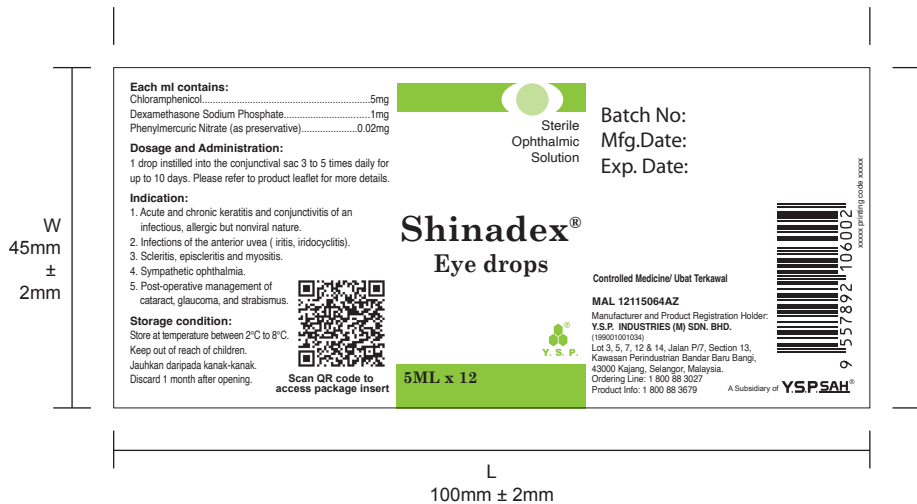 W
45mm
±
2mm
Each ml contains:
Chloramphenicol............................................................5mg
Dexamethasone Sodium Phosphate...............................1mg
Phenylmercuric Nitrate (as preservative)....................0.02mg
Dosage and Administration:
1 drop instilled into the conjunctival sac 3 to 5 times daily for
up to 10 days. Please refer to product leaflet for more details.
Indication:
1. Acute and chronic keratitis and conjunctivitis of an
infectious, allergic but nonviral nature.
2. Infections of the anterior uvea ( iritis, iridocyclitis).
3. Scleritis, episcleritis and myositis.
4. Sympathetic ophthalmia.
5. Post-operative management of
cataract, glaucoma, and strabismus.
Storage condition:
Store at temperature between 2°C to 8°C.
Keep out of reach of children.
Jauhkan daripada kanak-kanak.
Discard 1 month after opening.
Scan QR code to
access package insert
Sterile
Ophthalmic
Solution
Shinadex®
Eye drops
®
Y. S. P.
5ML x 12
Batch No:
Mfg.Date:
Exp. Date:
Controlled Medicine/ Ubat Terkawal
MAL 12115064AZ
Manufacturer and Product Registration Holder:
Y.S.P. INDUSTRIES (M) SDN. BHD.
(199001001034)
Lot 3, 5, 7, 12 & 14, Jalan P/7, Section 13,
Kawasan Perindustrian Bandar Baru Bangi,
43000 Kajang, Selangor, Malaysia.
Ordering Line: 1 800 88 3027
Product Info: 1 800 88 3679
A Subsidiary of Y.S.P.SAH®
9 557892 106002
xxxxx printing code xxxxx
L
100mm ± 2mm